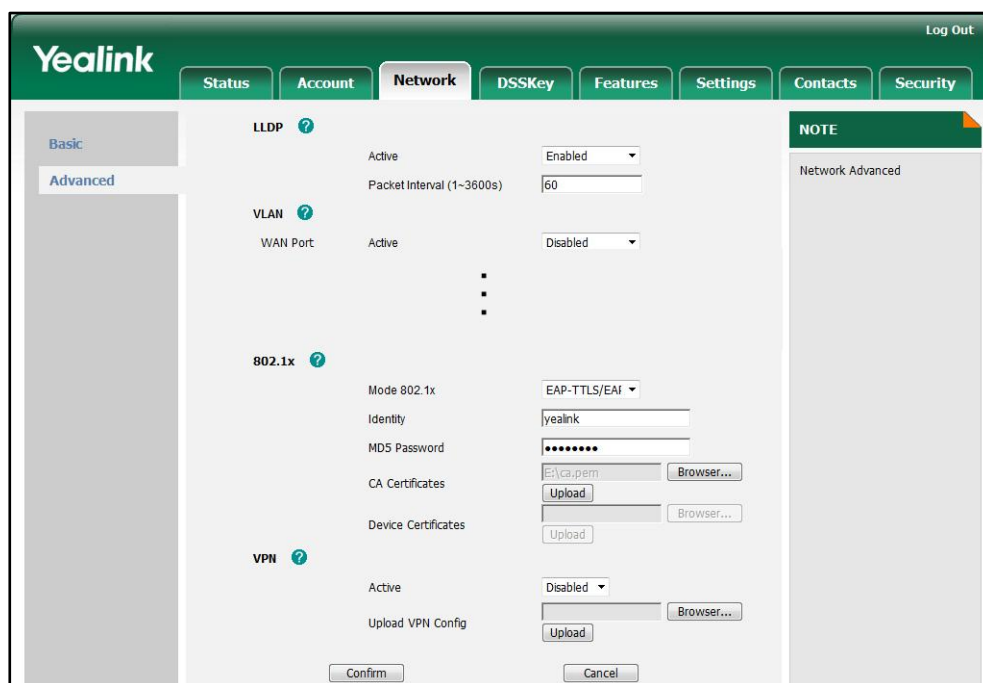 Log Out
Yealink
Status Account Network DSSKey Features Settings Contacts Security
Basic
Advanced
LLDP ?
Active Enabled
Packet Interval (1~3600s) 60
VLAN ?
WAN Port Active Disabled
802.1x ?
Mode 802.1x EAP-TTLS/EAI
Identity yealink
MD5 Password ••••••••
CA Certificates E:\ca.pem Browser...
Upload
Device Certificates Browser...
Upload
VPN ?
Active Disabled
Upload VPN Config Browser...
Upload
Confirm Cancel
NOTE
Network Advanced